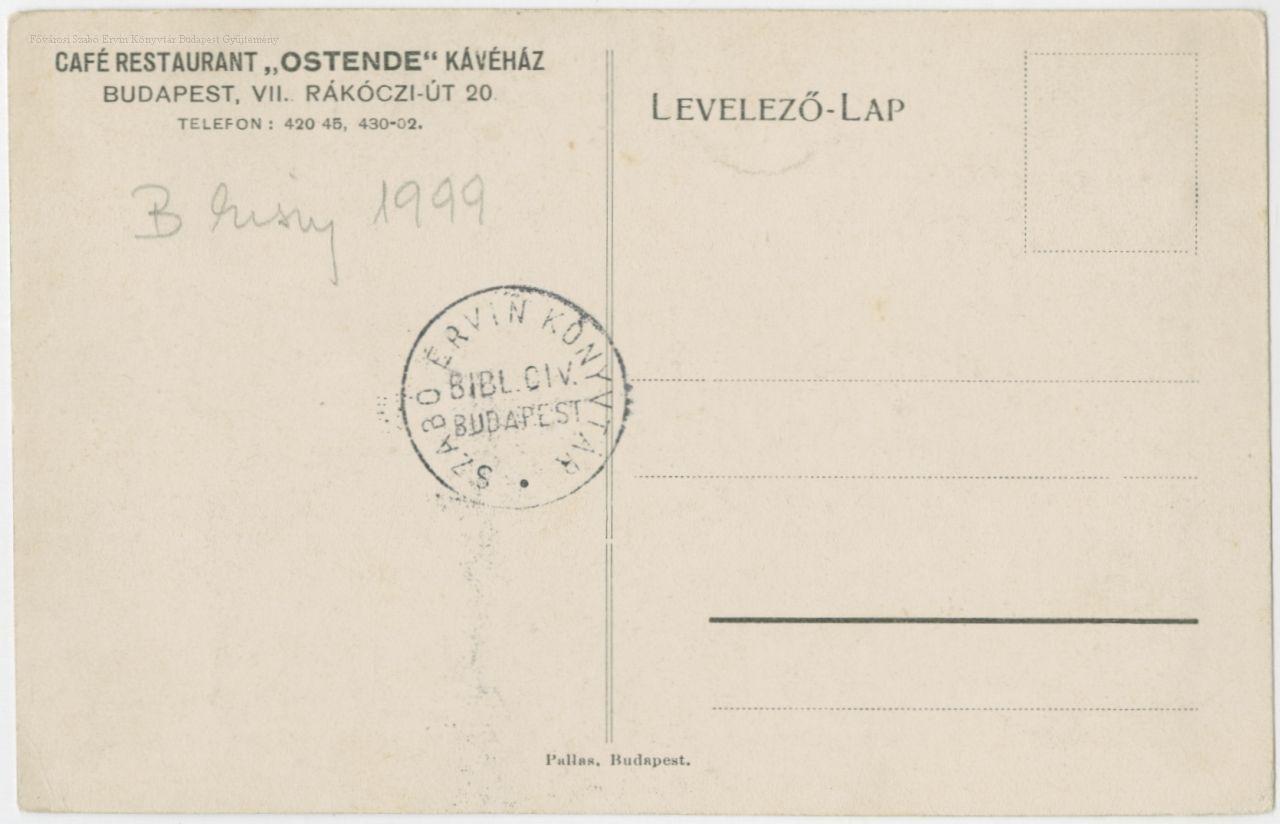 Fővárosi Szabó Ervin Könyvtár Budapest Gyűjtemény
CAFÉ RESTAURANT „OSTENDE“ KÁVÉHÁZ
BUDAPEST, VII. RÁKÓCZI-ÚT 20.
TELEFON: 420 45, 430-02.
LEVELEZŐ-LAP
B 1999
SZABO ERVIN KÖNYVTÁR
BIBL. CIV.
BUDAPEST
Pallas, Budapest.